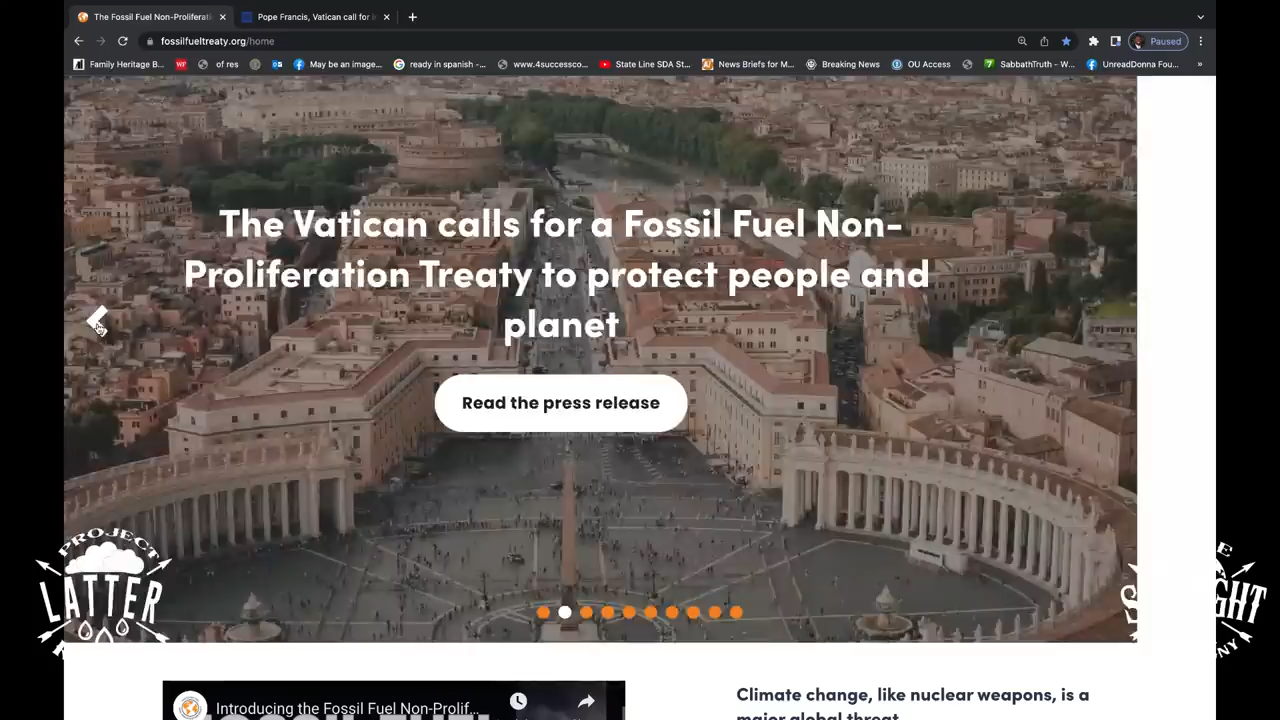 The Fossil Fuel Non-Proliferati
Pope Francis, Vatican call for i
fossilfueltreaty.org/home
Paused
Family Heritage B...
of res
May be an image...
ready in spanish -...
www.4successco...
State Line SDA St...
News Briefs for M...
Breaking News
OU Access
SabbathTruth - W...
UnreadDonna Fou...
The Vatican calls for a Fossil Fuel Non-
Proliferation Treaty to protect people and
planet
Read the press release
PROJECT
LATTER
Introducing the Fossil Fuel Non-Prolif...
Climate change, like nuclear weapons, is a
major global threat